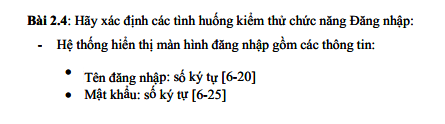 Bài 2.4: Hãy xác định các tình huống kiểm thử chức năng Đăng nhập:
- Hệ thống hiển thị màn hình đăng nhập gồm các thông tin:
• Tên đăng nhập: số ký tự [6-20]
• Mật khẩu: số ký tự [6-25]